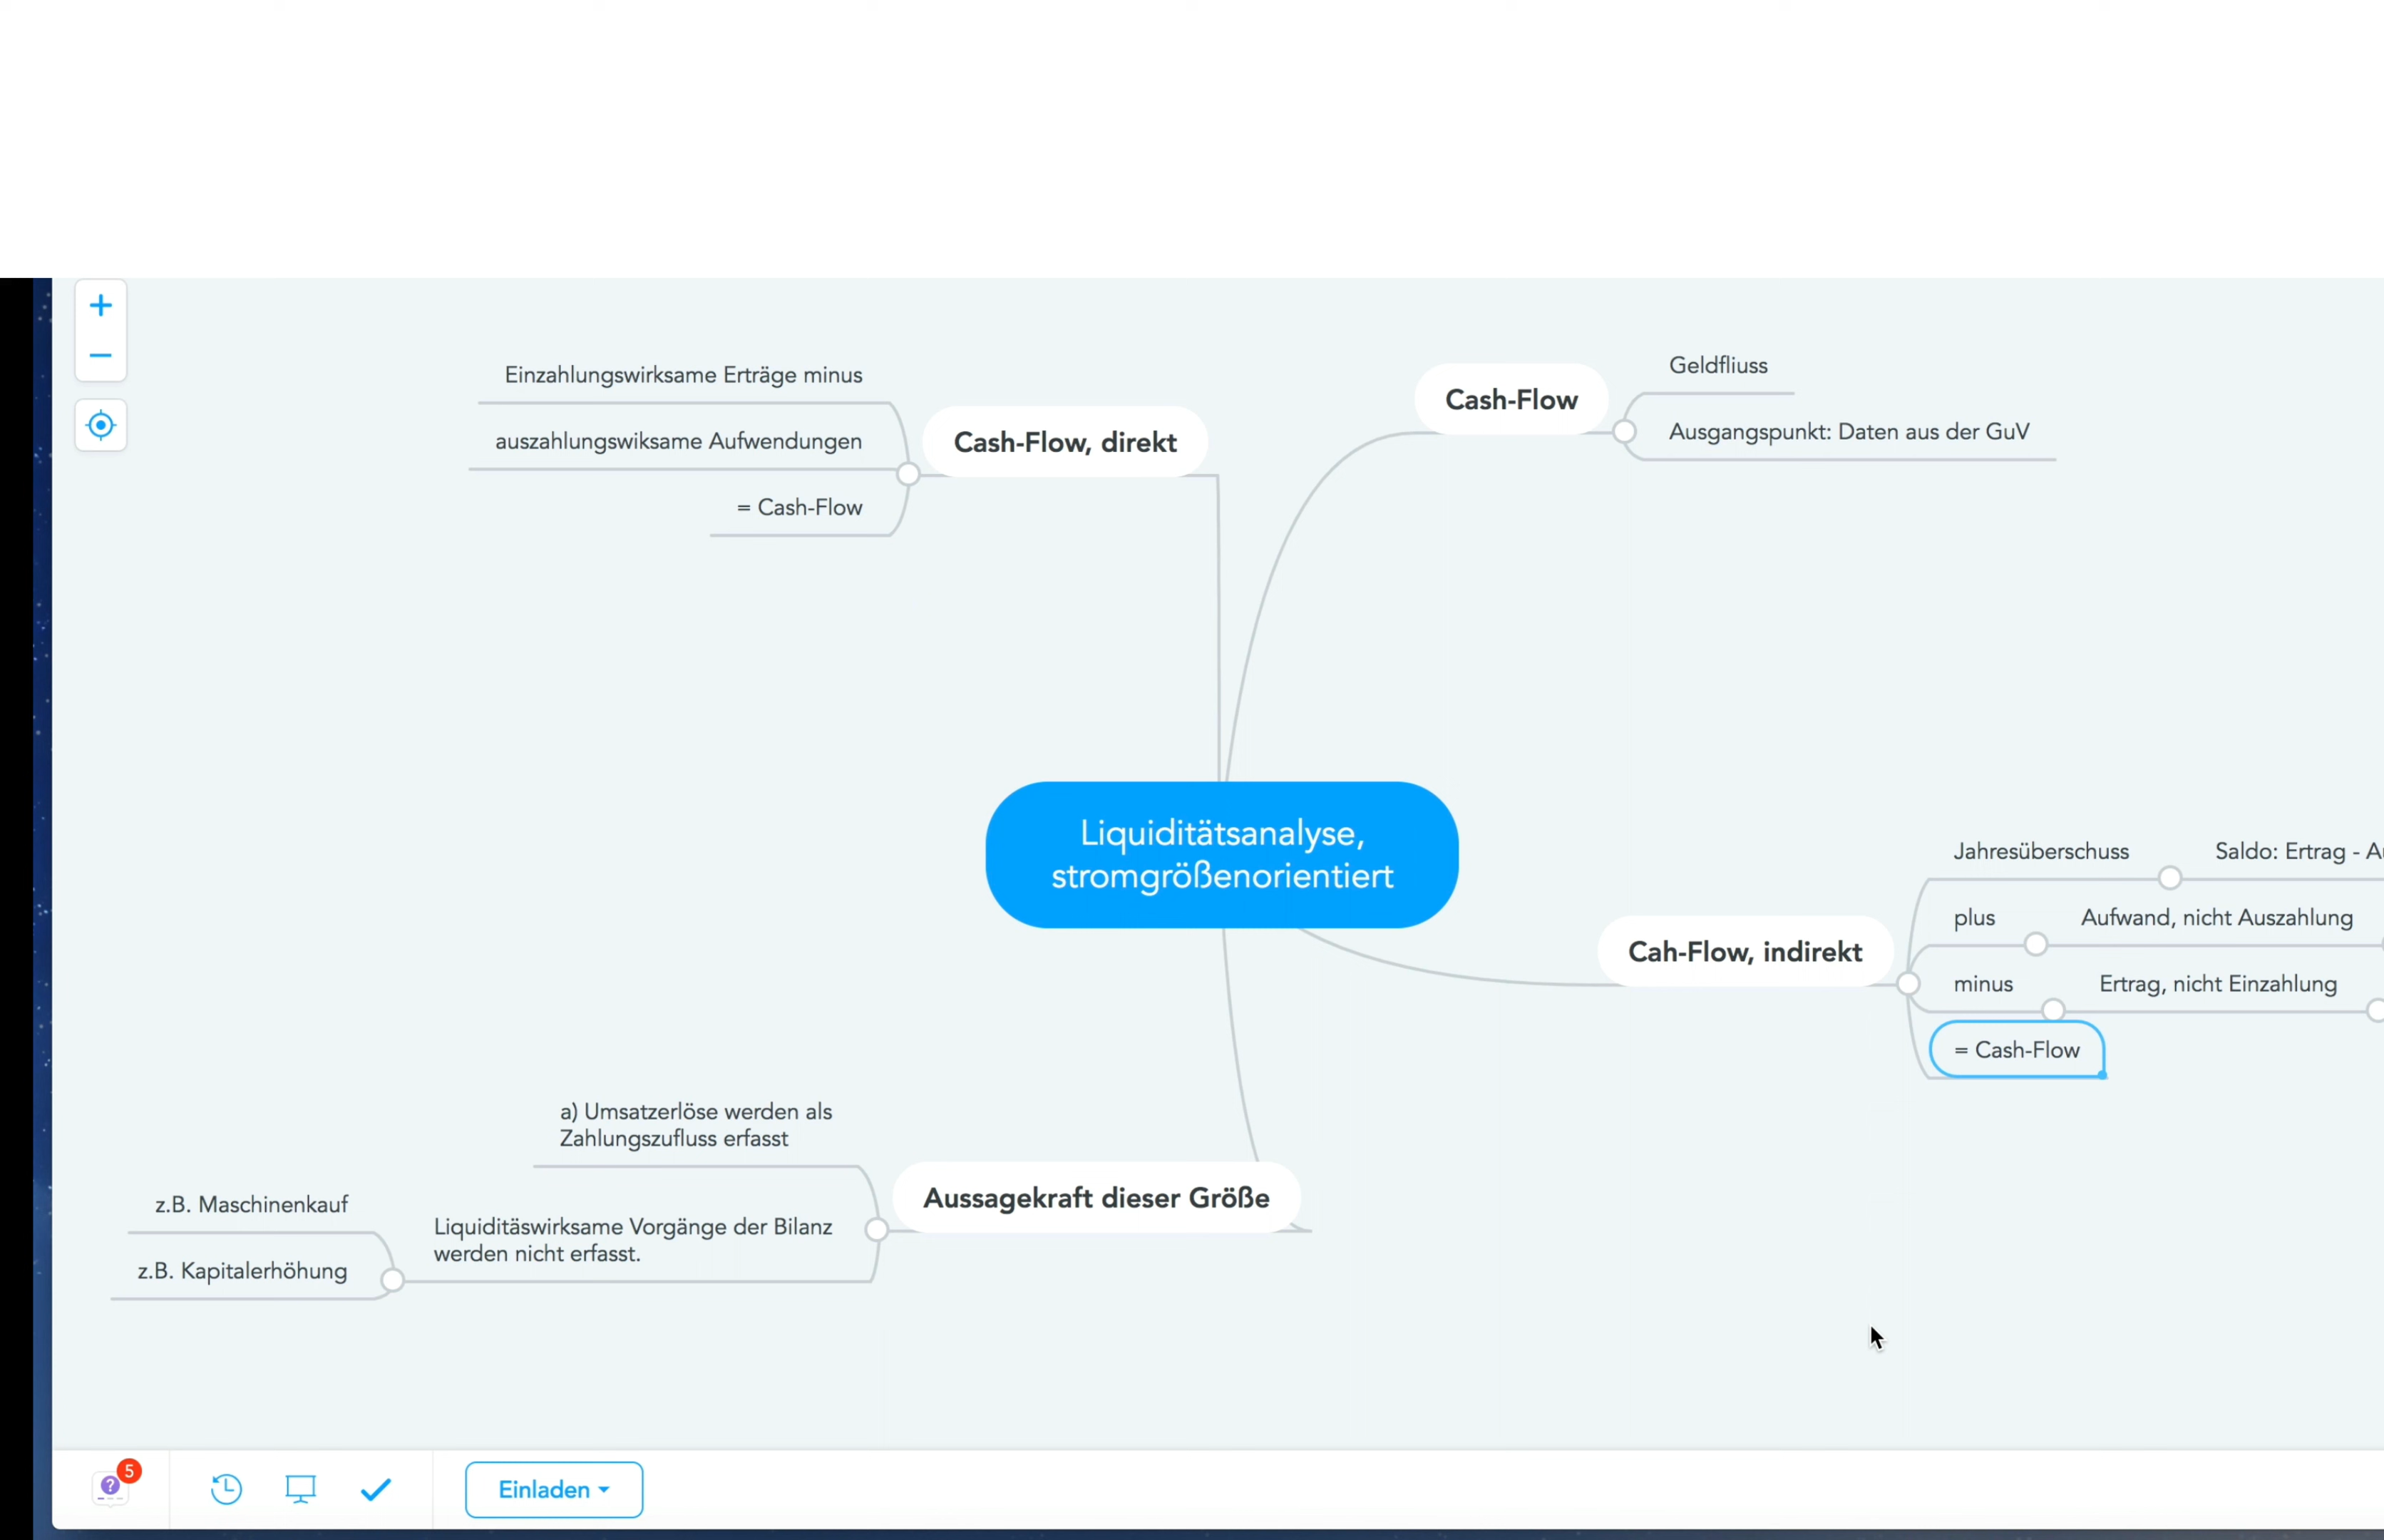 Einzahlungswirksame Erträge minus
auszahlungswiksame Aufwendungen
= Cash-Flow
Cash-Flow, direkt
Cash-Flow
Geldfliuss
Ausgangspunkt: Daten aus der GuV
Liquiditätsanalyse,
stromgrößenorientiert
Cah-Flow, indirekt
Jahresüberschuss
Saldo: Ertrag -
plus
Aufwand, nicht Auszahlung
minus
Ertrag, nicht Einzahlung
= Cash-Flow
a) Umsatzerlöse werden als
Zahlungszufluss erfasst
Aussagekraft dieser Größe
Liquiditäswirksame Vorgänge der Bilanz
werden nicht erfasst.
z.B. Maschinenkauf
z.B. Kapitalerhöhung
5
Einladen